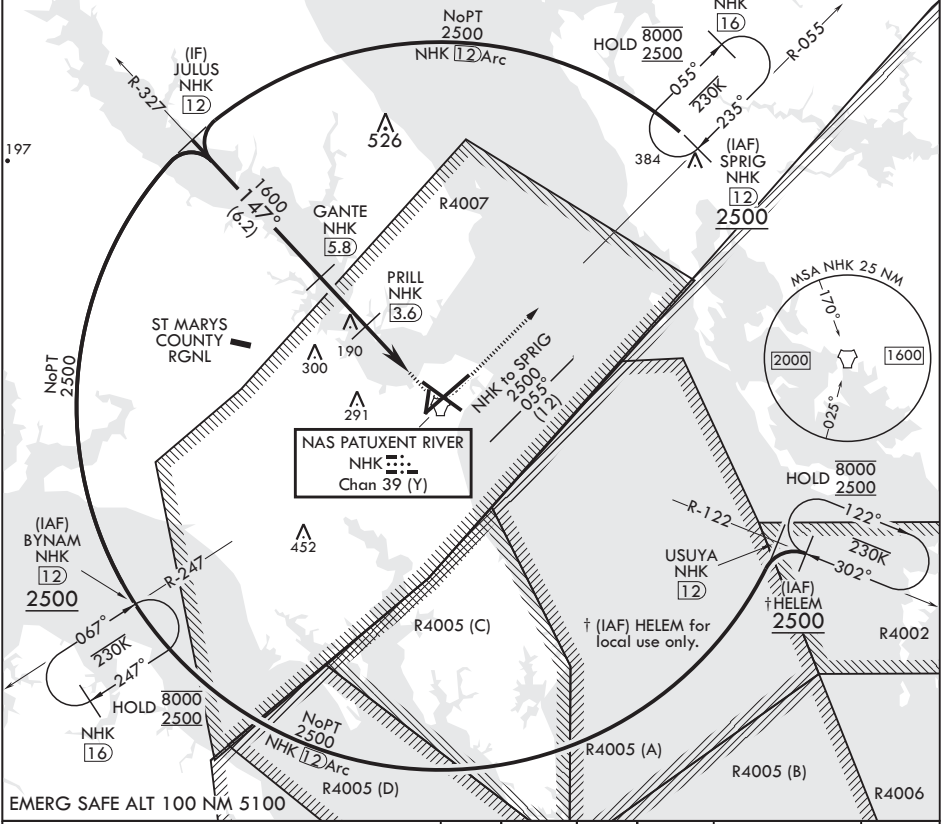 NoPT
2500
NHK 12 Arc
NHK
16
HOLD 8000
2500
055°
230K
235°
R-055
(IF)
JULUS
NHK
12
R-327
526
197
384
(IAF)
SPRIG
NHK
12
2500
1600
147°
(6.2)
R4007
GANTE
NHK
5.8
PRILL
NHK
3.6
MSA NHK 25 NM
170°
2000
1600
025°
ST MARYS
COUNTY
RGNL
190
300
291
NoPT
2500
NHK to SPRIG
2500
055°
(12)
NAS PATUXENT RIVER
NHK
Chan 39 (Y)
HOLD 8000
2500
122°
230K
302°
R-122
(IAF)
BYNAM
NHK
12
2500
R-247
452
USUYA
NHK
12
(IAF)
†HELEM
2500
067°
230K
247°
R4005 (C)
† (IAF) HELEM for
local use only.
R4002
HOLD 8000
2500
NHK
16
NoPT
2500
NHK 12 Arc
R4005 (A)
R4005 (D)
R4005 (B)
R4006
EMERG SAFE ALT 100 NM 5100